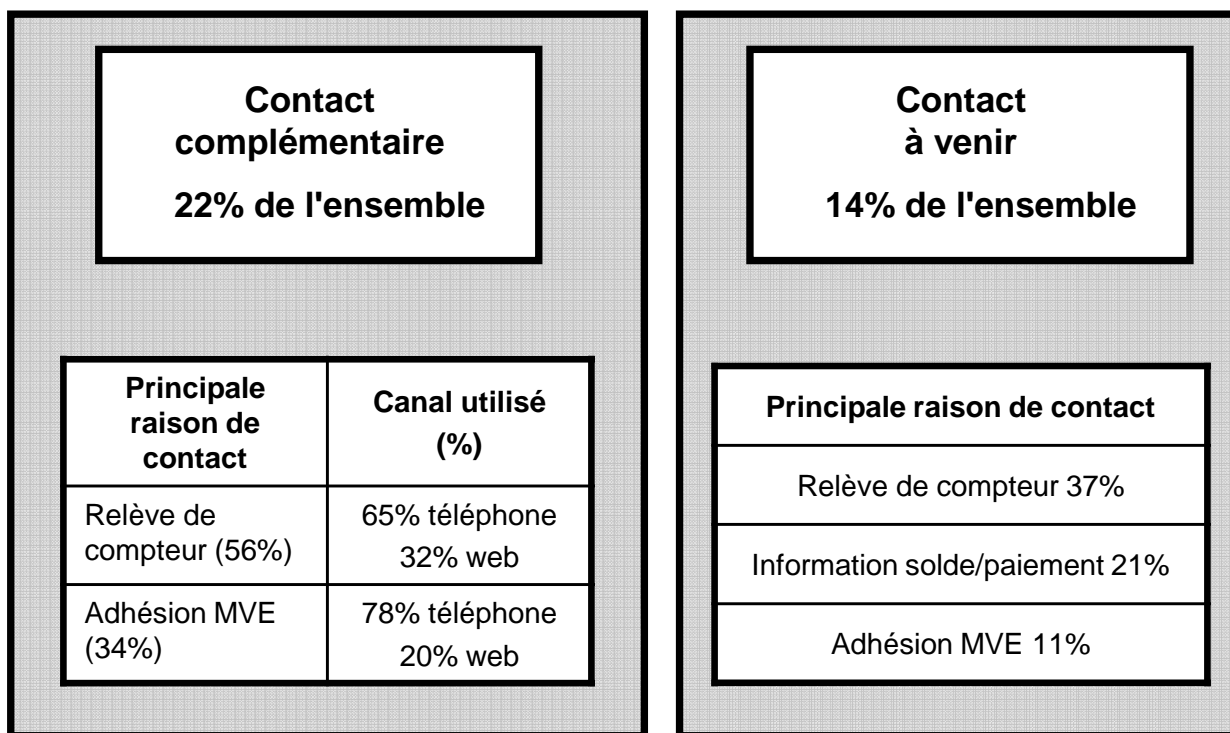 Contact
complémentaire
22% de l'ensemble
Principale
raison de
contact
Canal utilisé
(%)
Relève de
compteur (56%)
65% téléphone
32% web
Adhésion MVE
(34%)
78% téléphone
20% web
Contact
à venir
14% de l'ensemble
Principale raison de contact
Relève de compteur 37%
Information solde/paiement 21%
Adhésion MVE 11%